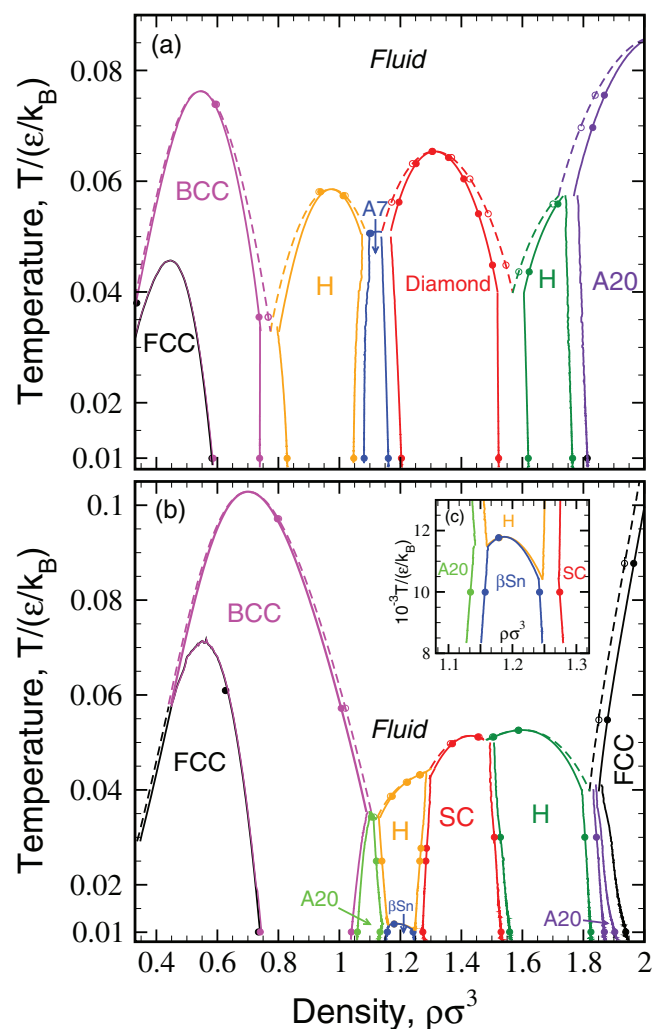 (a)
Fluid
0.08
BCC
A7
0.06
H
Diamond
H
A20
0.04
FCC
0.02
0.01
Temperature, T/(ε/k_B)
(b)
(c)
0.1
BCC
12
H
A20
βSn
SC
10
10^-3T/(ε/k_B)
ρσ^3
8
1.1 1.2 1.3
0.08
0.06
Fluid
FCC
FCC
0.04
H
SC
H
0.02
A20
βSn
A20
0.01
Temperature, T/(ε/k_B)
0.4 0.6 0.8 1 1.2 1.4 1.6 1.8 2
Density, ρσ^3